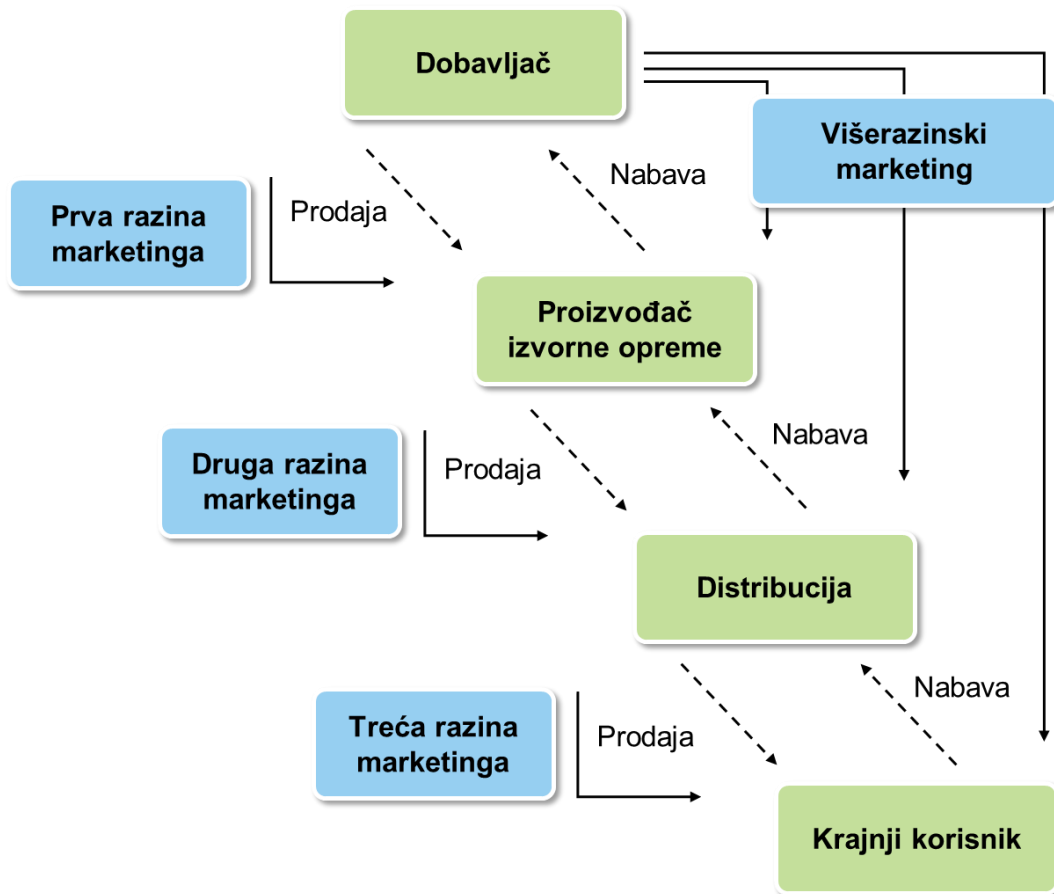 Dobavljač
Višerazinski
marketing
Nabava
Prva razina
marketinga
Prodaja
Proizvođač
izvorne opreme
Nabava
Druga razina
marketinga
Prodaja
Distribucija
Nabava
Treća razina
marketinga
Prodaja
Krajnji korisnik